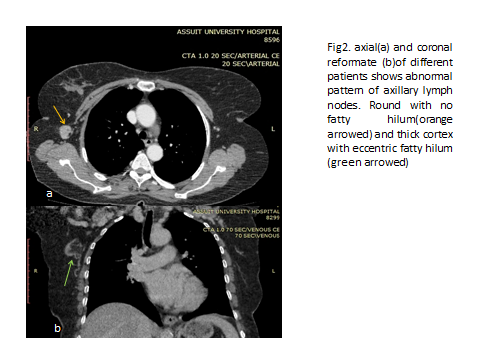 ASSUIT UNIVERSITY HOSPITAL
8596
CTA 1.0 20 SEC/ARTERIAL CE
20 SEC\ARTERIAL
R
L
a
ASSUIT UNIVERSITY HOSPITAL
8299
CTA 1.0 70 SEC/VENOUS CE
70 SEC\VENOUS
R
L
b
Fig2. axial(a) and coronal
reformate (b)of different
patients shows abnormal
pattern of axillary lymph
nodes. Round with no
fatty hilum(orange
arrowed) and thick cortex
with eccentric fatty hilum
(green arrowed)